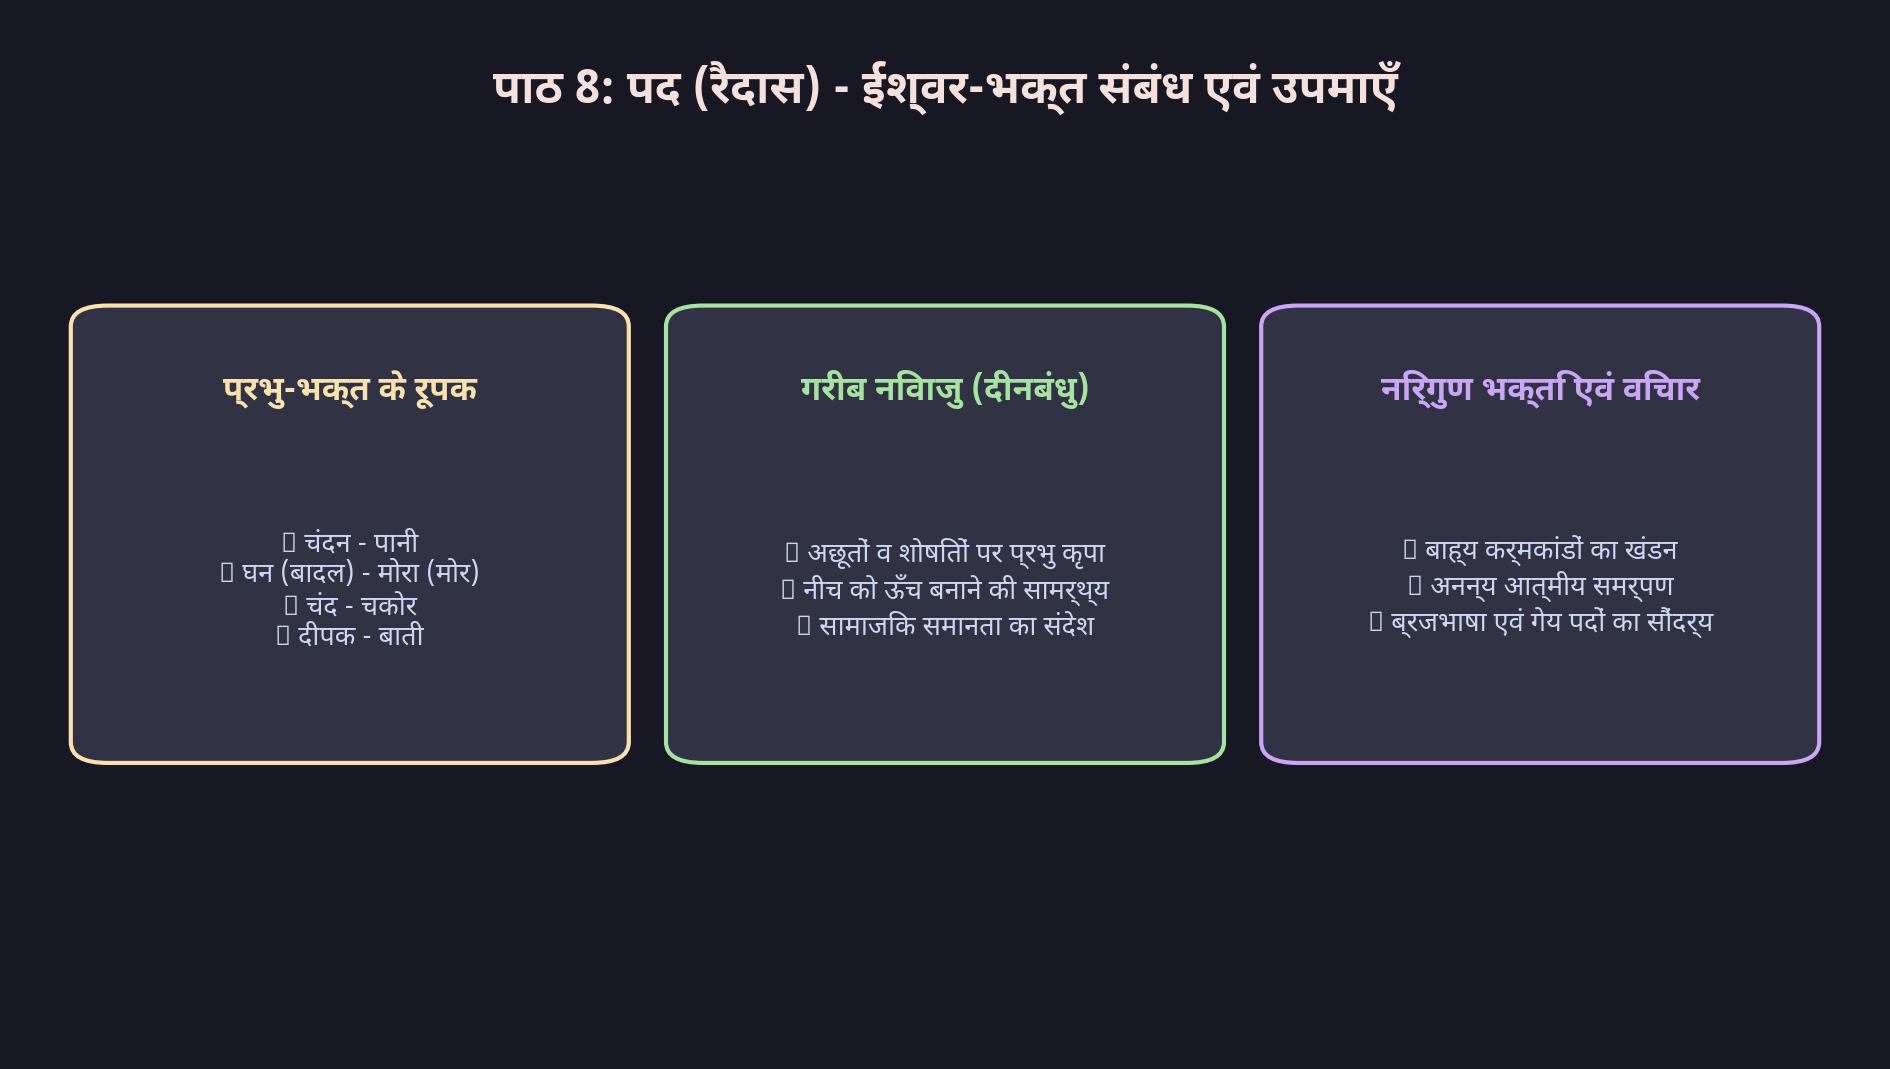 पाठ 8: पद (रैदास) - ईश्‌वर-भक्‌त संबंध एवं उपमाएँ
प्‌रभु-भक्‌त के रूपक
▯ चंदन - पानी
▯ घन (बादल) - मोरा (मोर)
▯ चंद - चकोर
▯ दीपक - बाती
गरीब निवाजु (दीनबंधु)
▯ अछूतों व शोषितों पर प्‌रभु कृपा
▯ नीच को ऊँच बनाने की सामर्‌थ्‌य
▯ सामाजिक समानता का संदेश
निर्‌गुण भक्‌ति एवं विचार
▯ बाह्‌य कर्‌मकांडों का खंडन
▯ अनन्‌य आत्‌मीय समर्‌पण
▯ ब्‌रजभाषा एवं गेय पदों का सौंदर्‌य